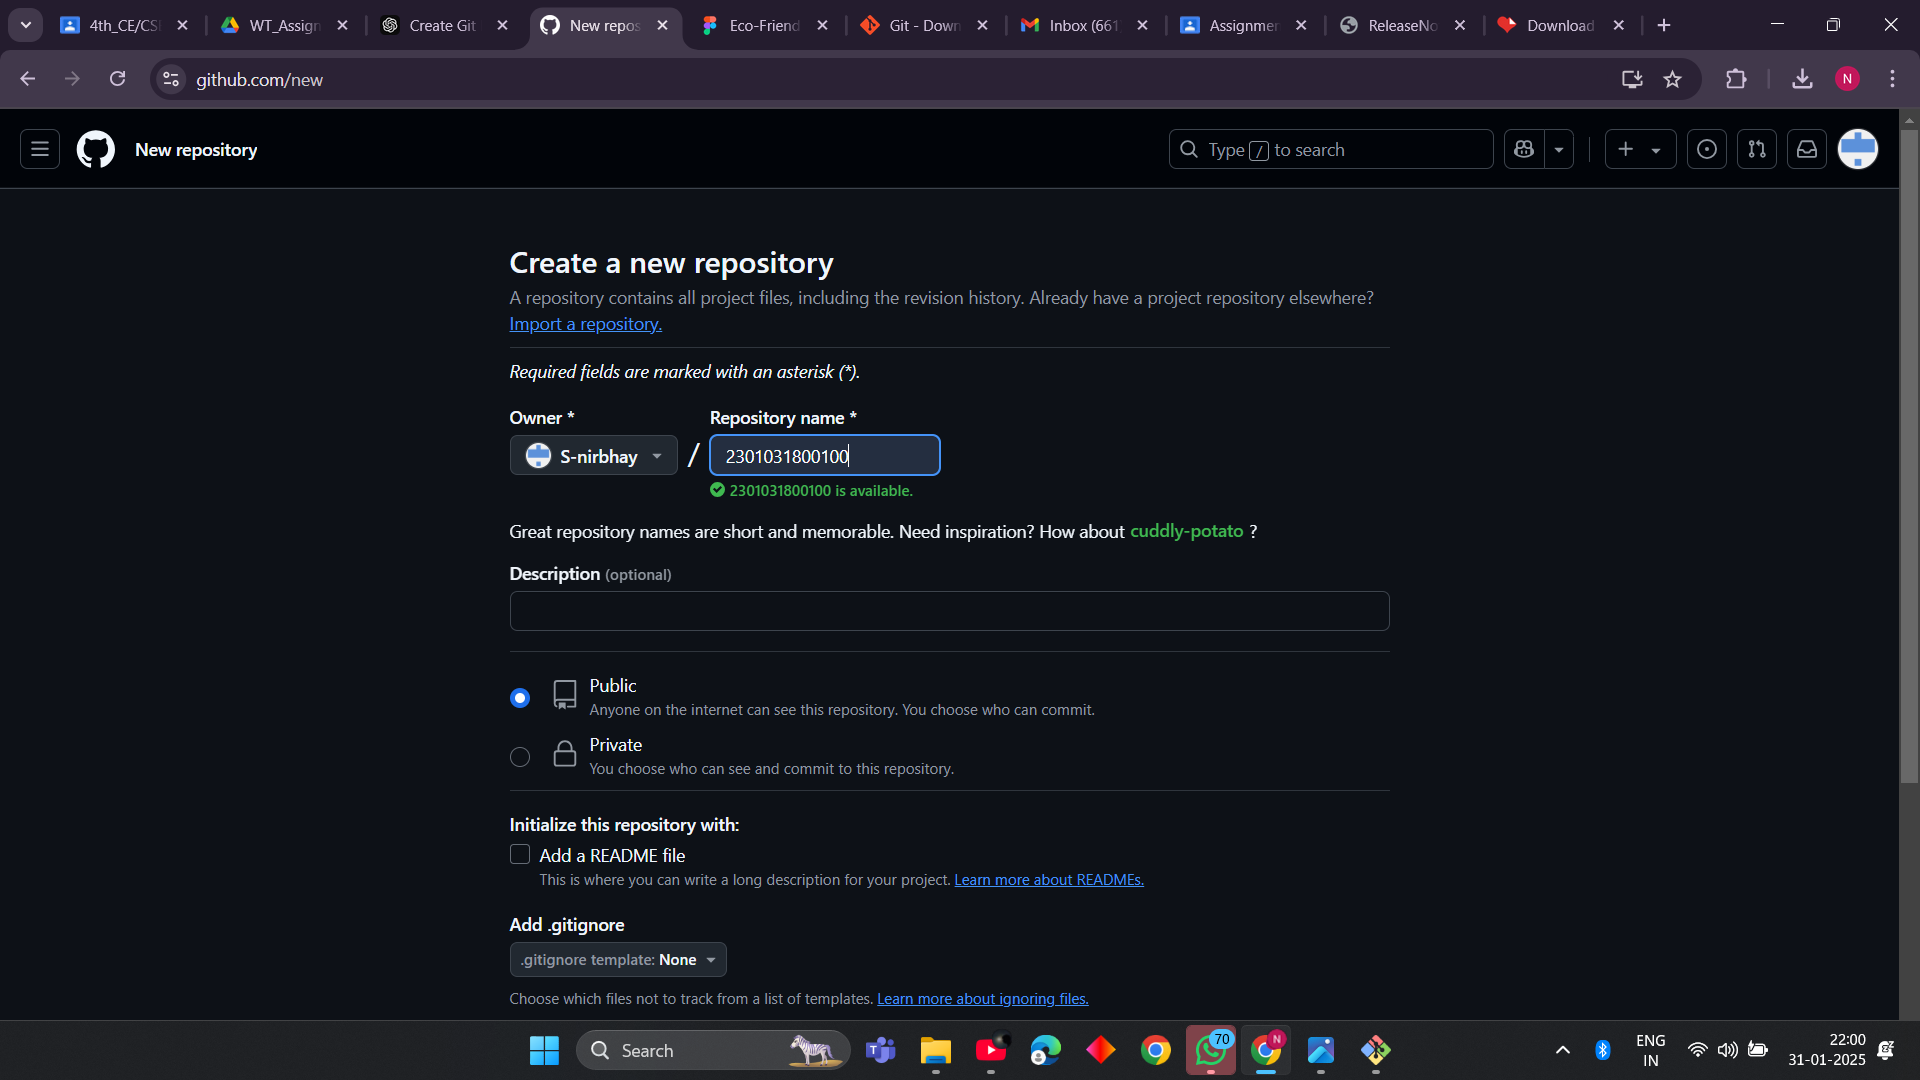 4th_CE/CS
WT_Assign
Create Git
New repos
Eco-Friend
Git - Down
Inbox (661
Assignmen
ReleaseNo
Download
github.com/new
N
New repository
Type / to search
Create a new repository
A repository contains all project files, including the revision history. Already have a project repository elsewhere?
Import a repository.
Required fields are marked with an asterisk (*).
Owner *
Repository name *
S-nirbhay
/
2301031800100
2301031800100 is available.
Great repository names are short and memorable. Need inspiration? How about cuddly-potato ?
Description (optional)
Public
Anyone on the internet can see this repository. You choose who can commit.
Private
You choose who can see and commit to this repository.
Initialize this repository with:
Add a README file
This is where you can write a long description for your project. Learn more about READMEs.
Add .gitignore
.gitignore template: None
Choose which files not to track from a list of templates. Learn more about ignoring files.
Search
70
N
ENG
IN
22:00
31-01-2025